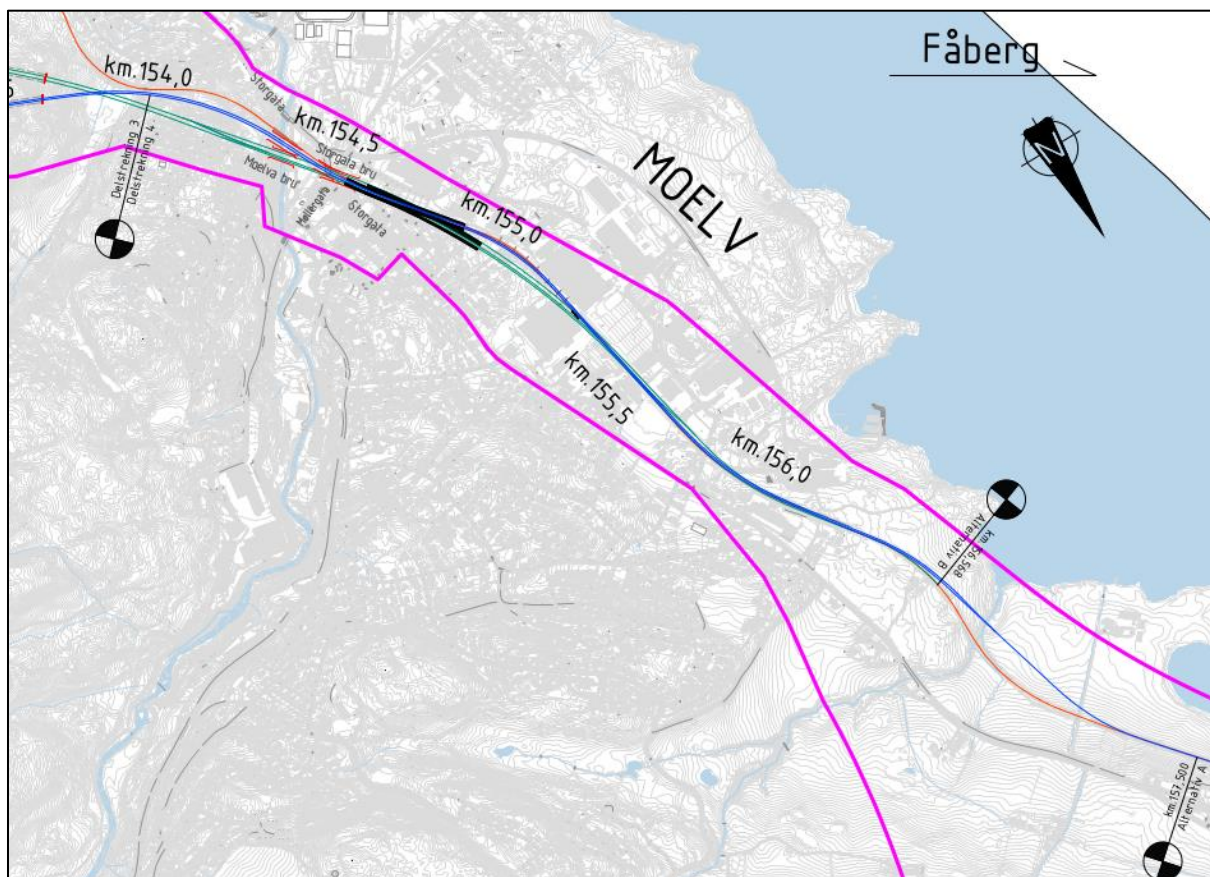 Fåberg
N
km.154,0
Storgata
km.154,5
Storgata bru
Delstrekning 3
Delstrekning 4
Moelva bru
Møllergata
Storgata
MOELV
km.155,0
km.155,5
km.156,0
Alternativ B
km.156,568
km.157,500
Alternativ A